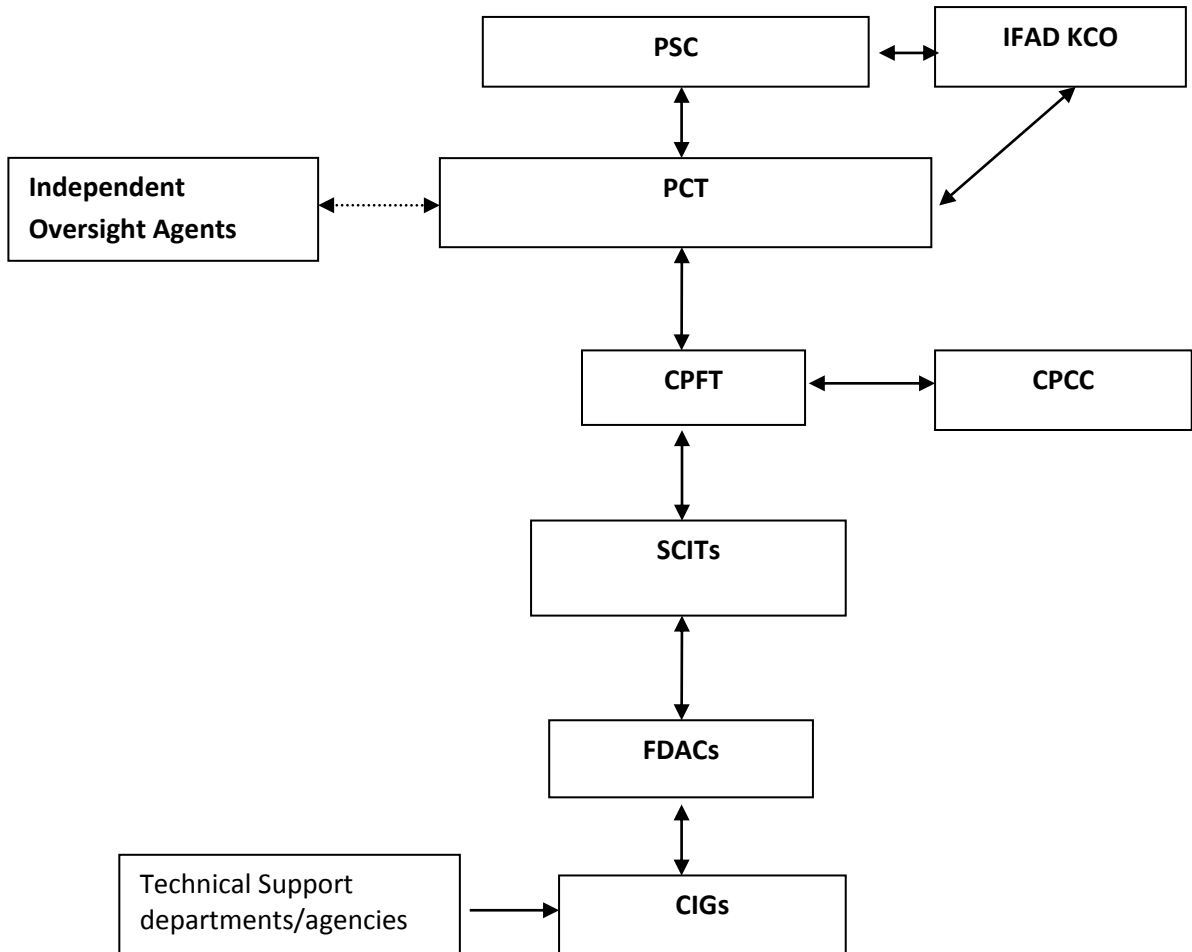 PSC
IFAD KCO
Independent
Oversight Agents
PCT
CPFT
CPCC
SCITs
FDACs
Technical Support
departments/agencies
CIGs